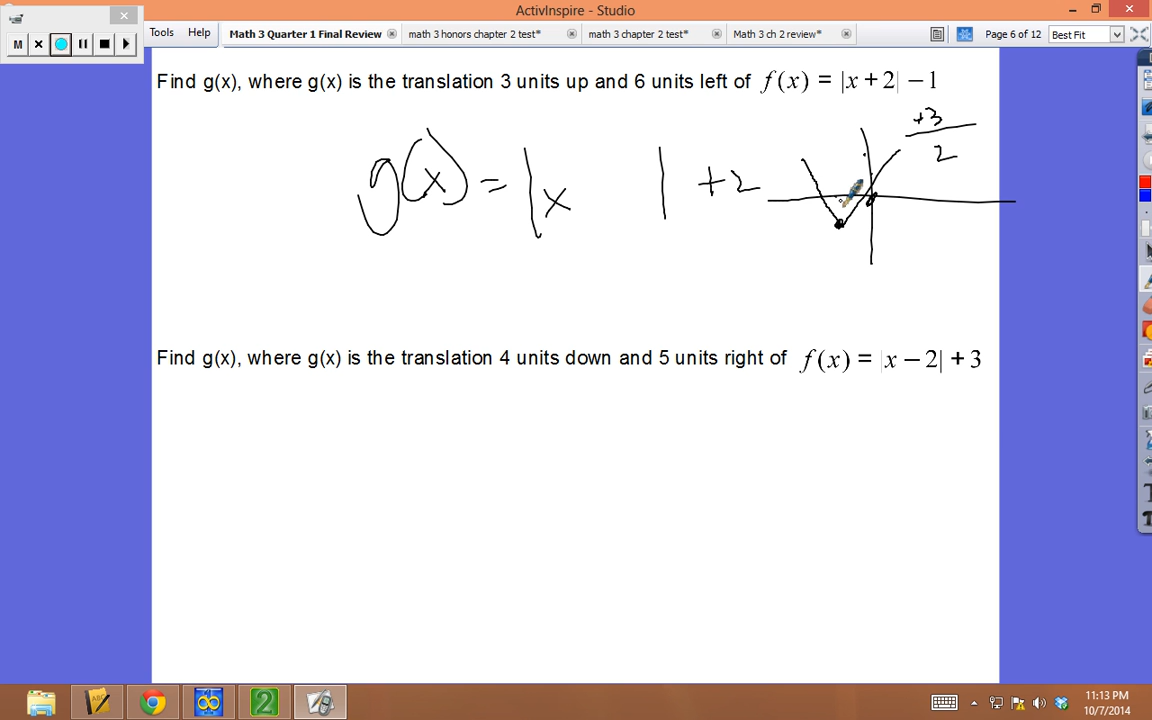 ActivInspire - Studio
M
Tools Help Math 3 Quarter 1 Final Review math 3 honors chapter 2 test* math 3 chapter 2 test* Math 3 ch 2 review* Page 6 of 12 Best Fit
Find g(x), where g(x) is the translation 3 units up and 6 units left of f(x) = |x + 2| − 1
+3
2
g(x) = |x | +2
Find g(x), where g(x) is the translation 4 units down and 5 units right of f(x) = |x − 2| + 3
ABC
2
11:13 PM
10/7/2014